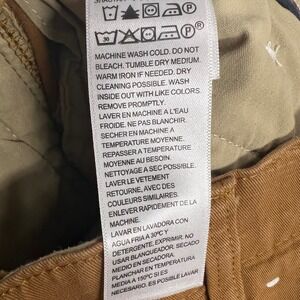 MACHINE WASH COLD. DO NOT
BLEACH. TUMBLE DRY MEDIUM.
WARM IRON IF NEEDED. DRY
CLEANING POSSIBLE. WASH
INSIDE OUT WITH LIKE COLORS.
REMOVE PROMPTLY.
LAVER EN MACHINE A L'EAU
FROIDE. NE PAS BLANCHIR.
SECHER EN MACHINE A
TEMPERATURE MOYENNE.
REPASSER A TEMPERATURE
MOYENNE AU BESOIN.
NETTOYAGE A SEC POSSIBLE.
LAVER LE VETEMENT
RETOURNE, AVEC DES
COULEURS SIMILAIRES.
ENLEVER RAPIDEMENT DE LA
MACHINE.
LAVAR EN LAVADORA CON
AGUA FRIA A 30ºC Y
DETERGENTE. EXPRIMIR. NO
USAR BLANQUEADOR. SECADO
MEDIO EN SECADORA.
PLANCHAR EN TEMPERATURA
MEDIA A 150ºC SI ES
NECESARIO. ES POSIBLE LAVAR